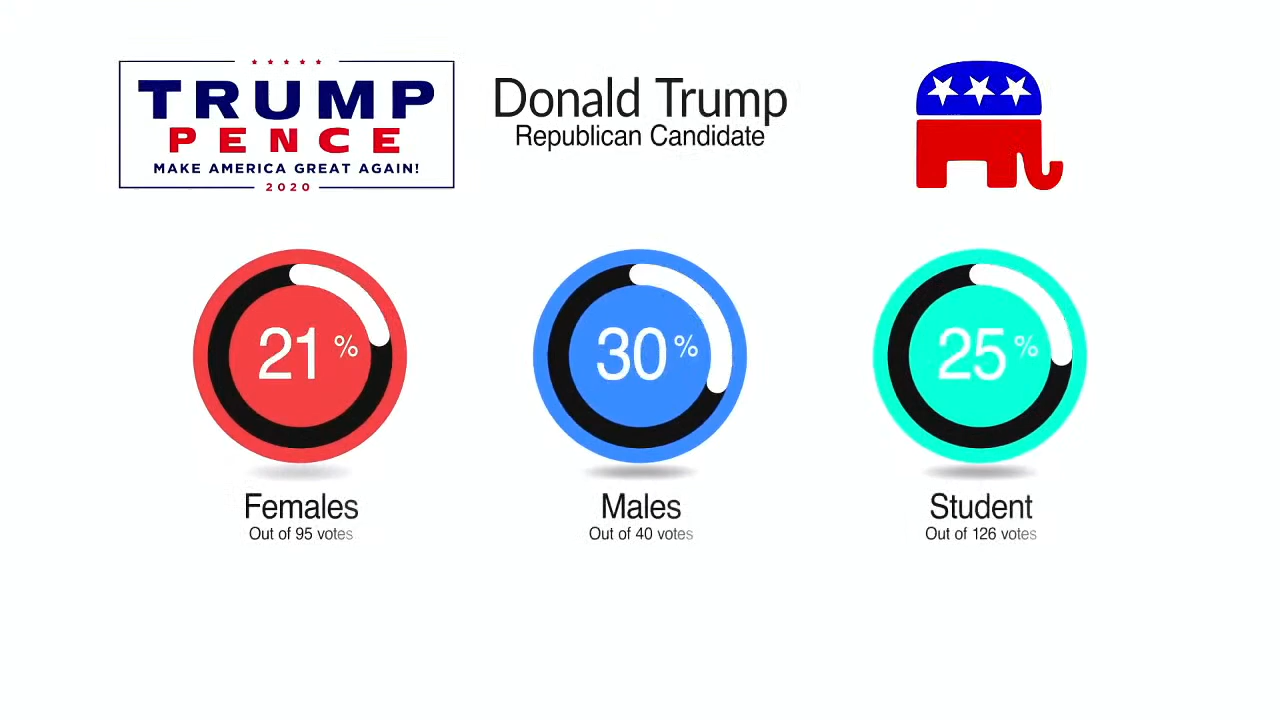 TRUMP
PENCE
MAKE AMERICA GREAT AGAIN!
2020
Donald Trump
Republican Candidate
21 %
Females
Out of 95 votes
30 %
Males
Out of 40 votes
25 %
Student
Out of 126 votes